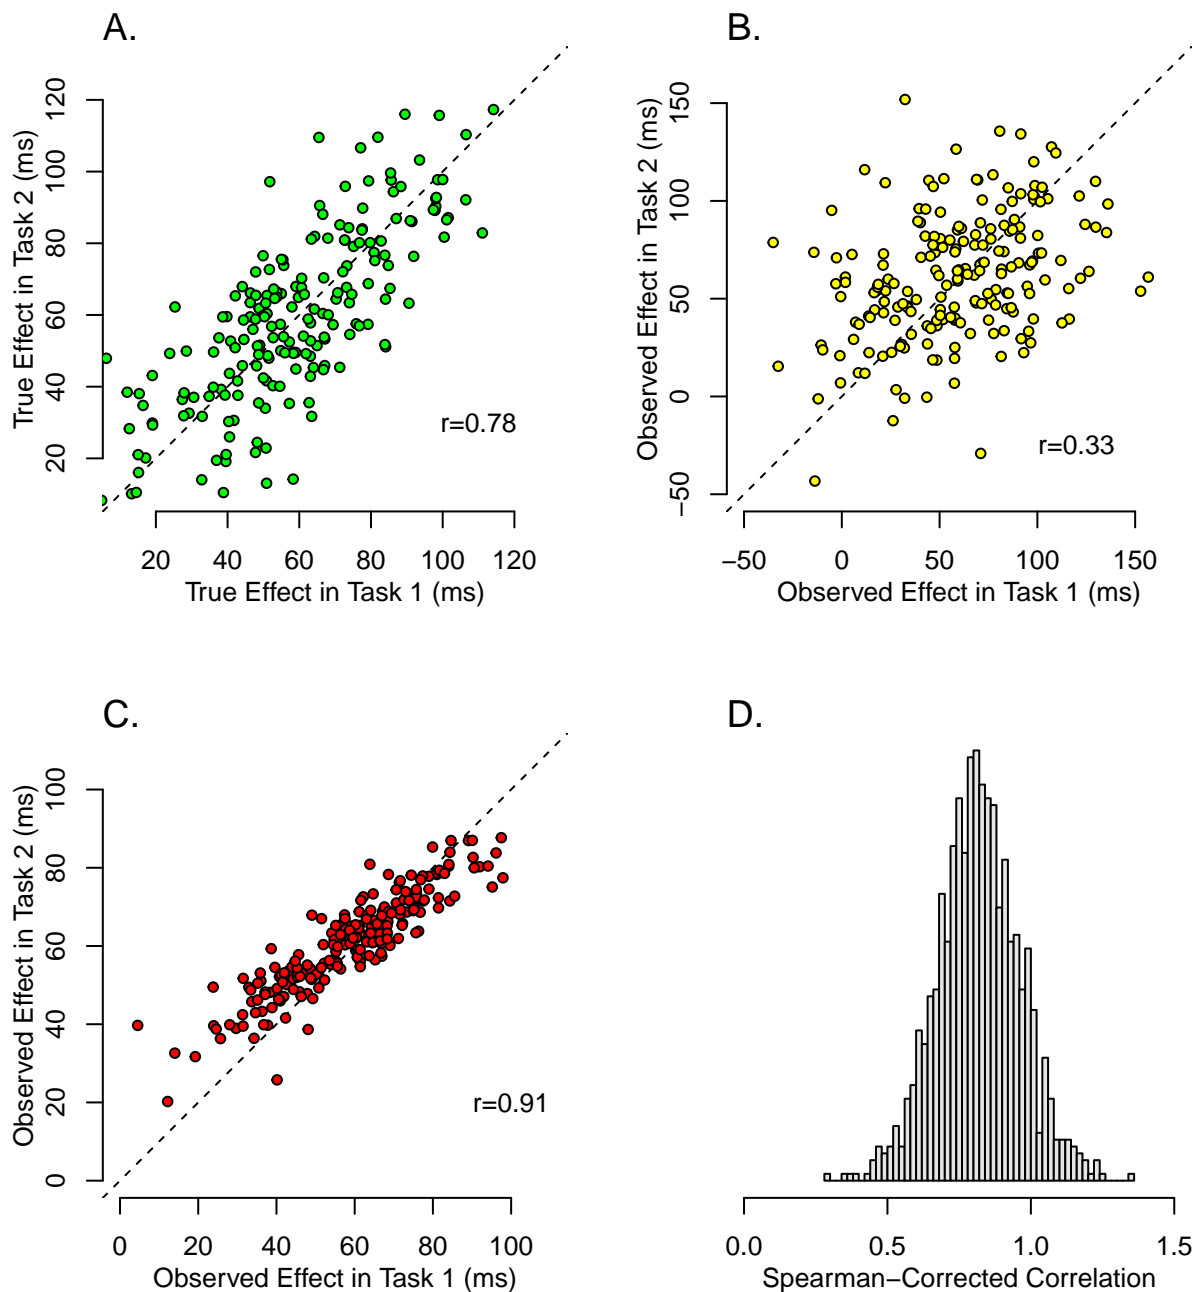 A.
True Effect in Task 2 (ms)
120
100
80
60
40
20
r=0.78
20 40 60 80 100 120
True Effect in Task 1 (ms)
B.
Observed Effect in Task 2 (ms)
150
100
50
0
−50
r=0.33
−50 0 50 100 150
Observed Effect in Task 1 (ms)
C.
Observed Effect in Task 2 (ms)
100
80
60
40
20
0
r=0.91
0 20 40 60 80 100
Observed Effect in Task 1 (ms)
D.
0.0 0.5 1.0 1.5
Spearman−Corrected Correlation